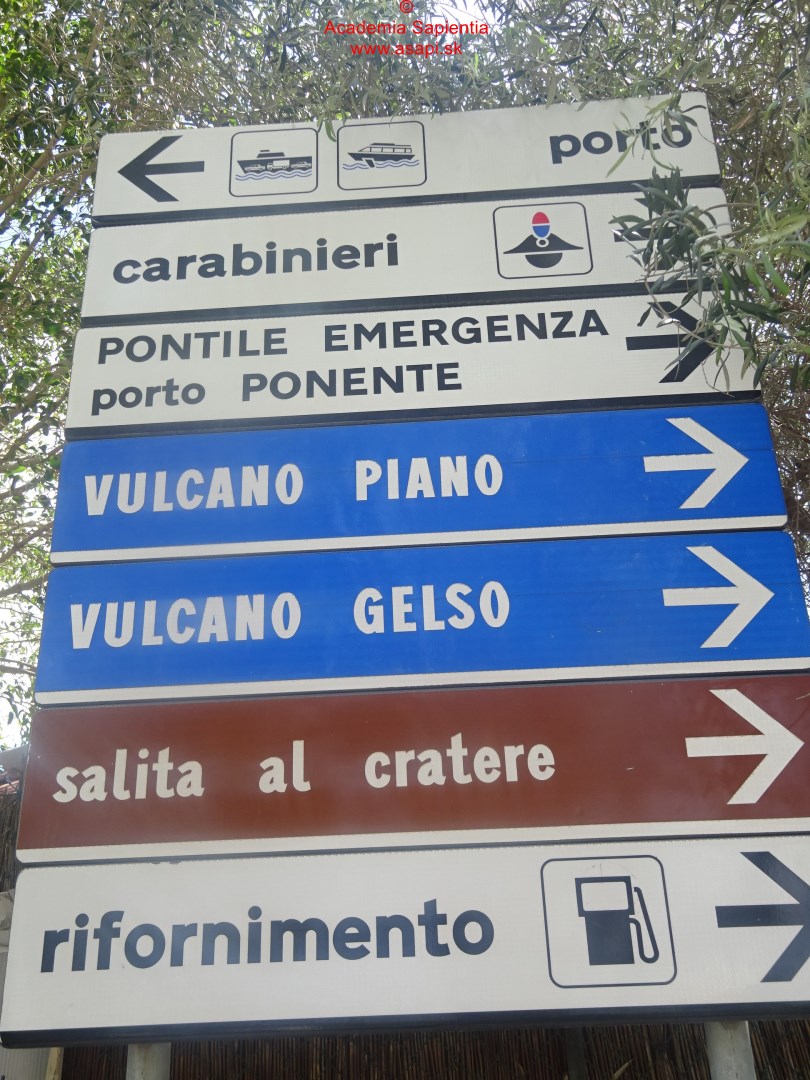 ©
Academia Sapientia
www.asapi.sk
porto
carabinieri
PONTILE EMERGENZA
porto PONENTE
VULCANO PIANO
VULCANO GELSO
salita al cratere
rifornimento